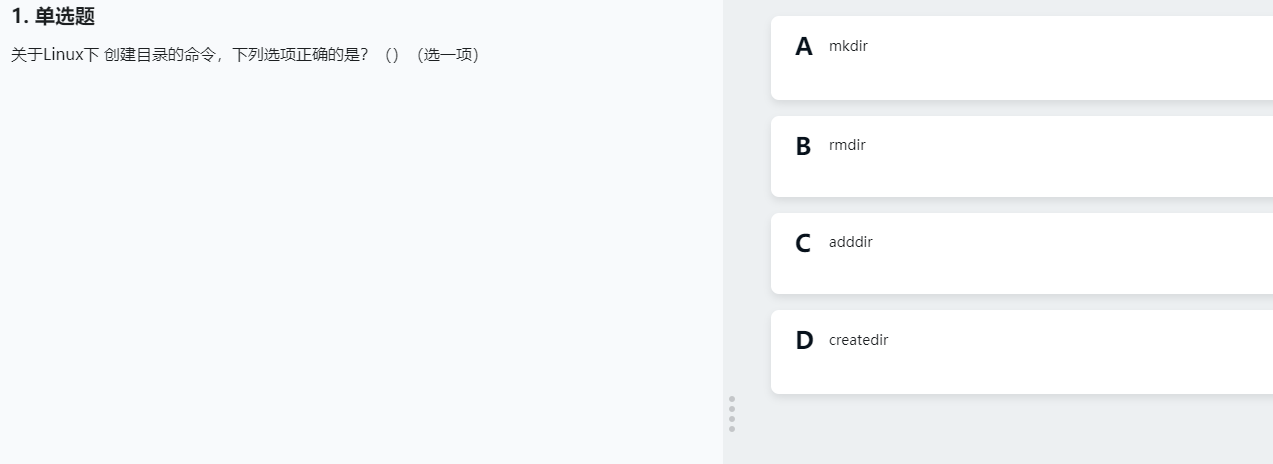 1. 单选题
关于Linux下 创建目录的命令，下列选项正确的是？（）（选一项）
A mkdir
B rmdir
C adddir
D createdir